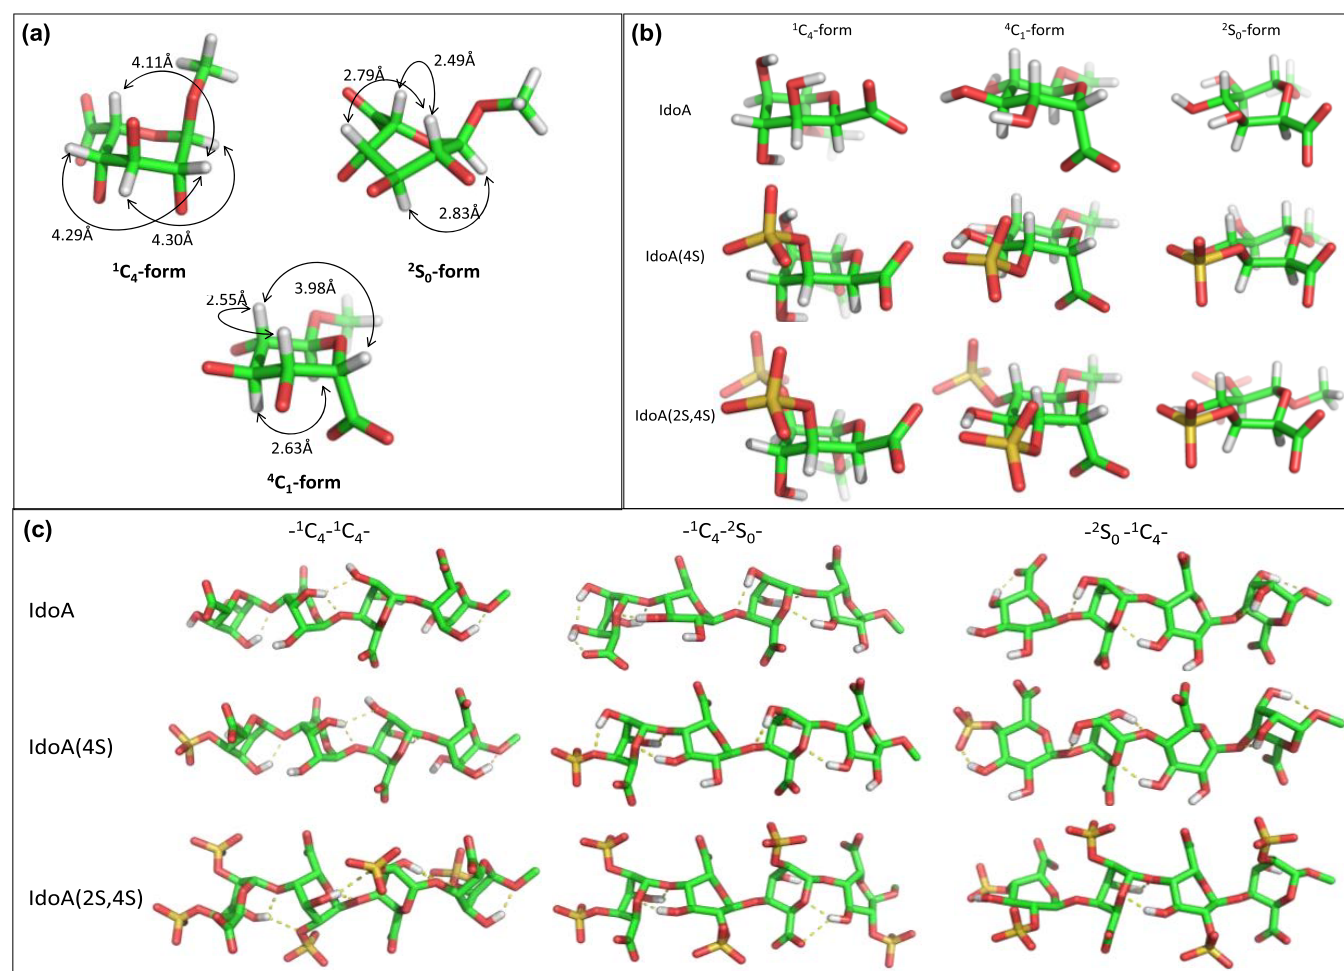 (a)
4.11Å
4.29Å
4.30Å
¹C₄-form
2.79Å
2.49Å
2.83Å
²S₀-form
2.55Å
3.98Å
2.63Å
⁴C₁-form
(b)
¹C₄-form ⁴C₁-form ²S₀-form
IdoA
IdoA(4S)
IdoA(2S,4S)
(c)
-¹C₄-¹C₄- -¹C₄-²S₀- -²S₀ -¹C₄-
IdoA
IdoA(4S)
IdoA(2S,4S)